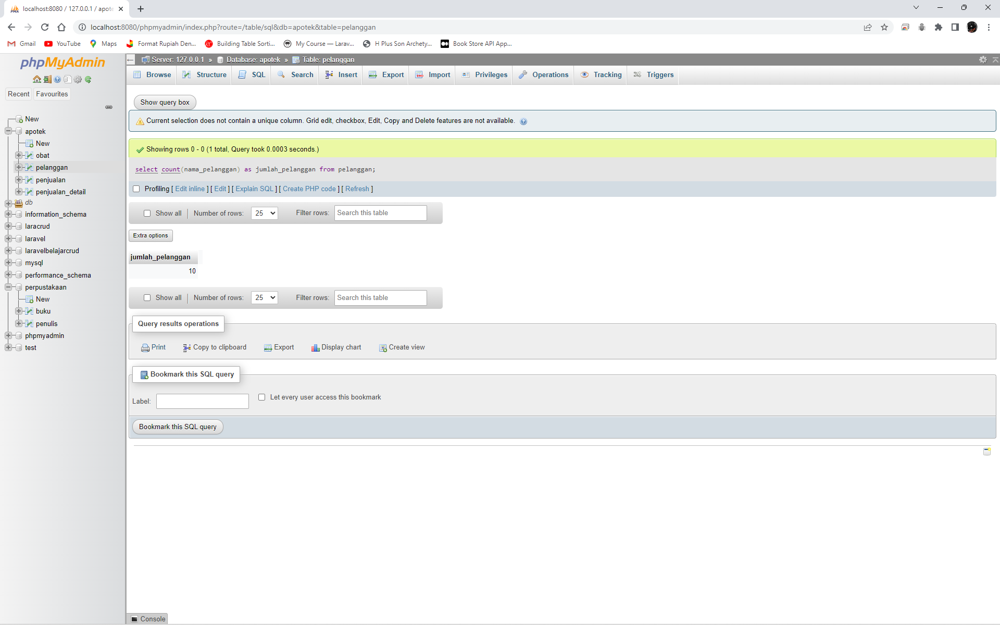 localhost:8080 / 127.0.0.1 / apote
localhost:8080/phpmyadmin/index.php?route=/table/sql&db=apotek&table=pelanggan
Gmail YouTube Maps Format Rupiah Den... Building Table Sorti... My Course — Larav... H Plus Son Archety... Book Store API App...
phpMyAdmin
Recent Favourites
New
apotek
New
obat
pelanggan
penjualan
penjualan_detail
db
information_schema
laracrud
laravel
laravelbelajarcrud
mysql
performance_schema
perpustakaan
New
buku
penulis
phpmyadmin
test
Server: 127.0.0.1 » Database: apotek » Table: pelanggan
Browse Structure SQL Search Insert Export Import Privileges Operations Tracking Triggers
Show query box
Current selection does not contain a unique column. Grid edit, checkbox, Edit, Copy and Delete features are not available.
Showing rows 0 - 0 (1 total, Query took 0.0003 seconds.)
select count(nama_pelanggan) as jumlah_pelanggan from pelanggan;
Profiling [ Edit inline ] [ Edit ] [ Explain SQL ] [ Create PHP code ] [ Refresh ]
Show all Number of rows: 25 Filter rows: Search this table
Extra options
jumlah_pelanggan
10
Show all Number of rows: 25 Filter rows: Search this table
Query results operations
Print Copy to clipboard Export Display chart Create view
Bookmark this SQL query
Label: Let every user access this bookmark
Bookmark this SQL query
Console